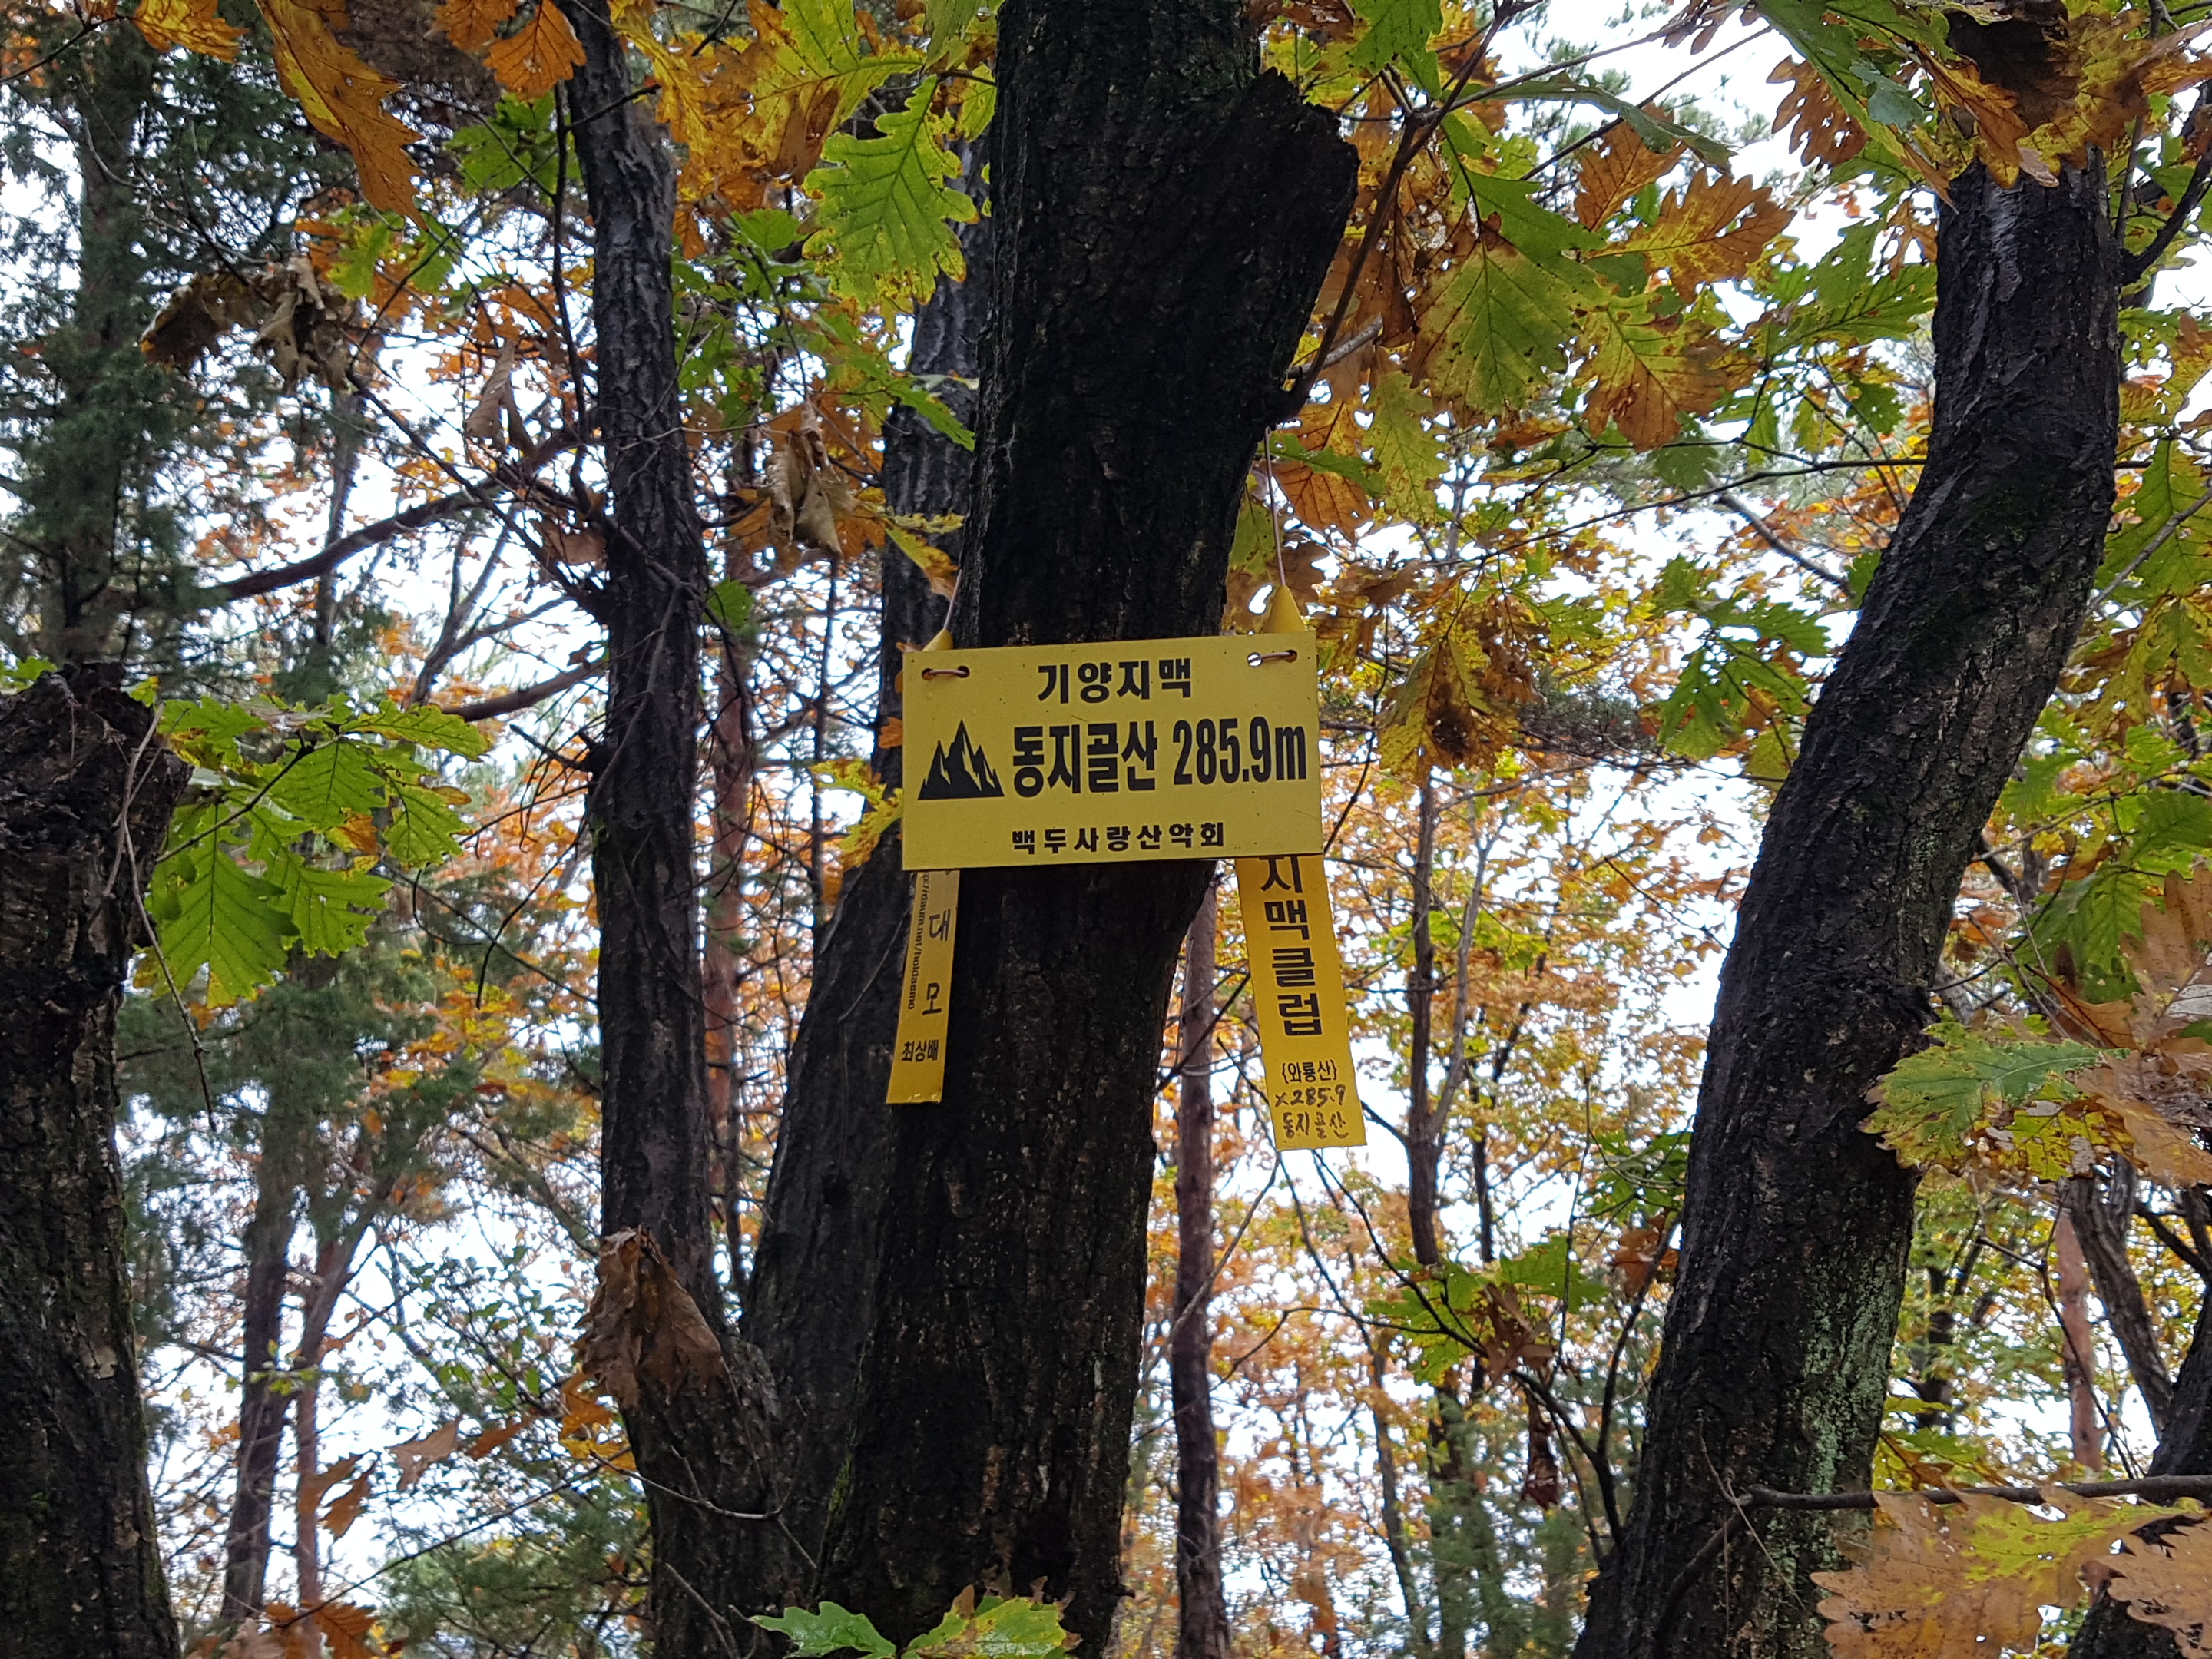 기양지맥
동지골산 285.9m
백두사랑산악회
대모
최상배
지맥클럽
{와룡산}
×285.9
동지골산